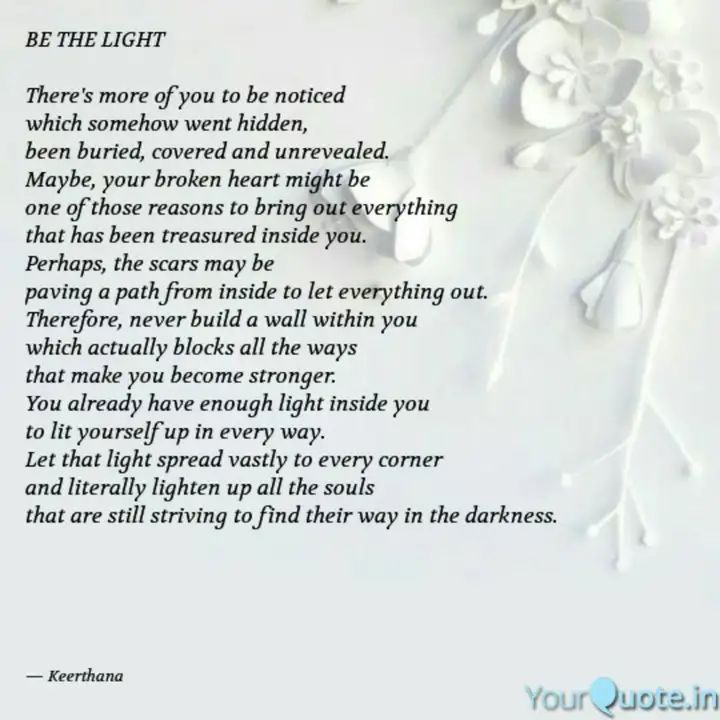 BE THE LIGHT
There's more of you to be noticed
which somehow went hidden,
been buried, covered and unrevealed.
Maybe, your broken heart might be
one of those reasons to bring out everything
that has been treasured inside you.
Perhaps, the scars may be
paving a path from inside to let everything out.
Therefore, never build a wall within you
which actually blocks all the ways
that make you become stronger.
You already have enough light inside you
to lit yourself up in every way.
Let that light spread vastly to every corner
and literally lighten up all the souls
that are still striving to find their way in the darkness.
— Keerthana
YourQuote.in